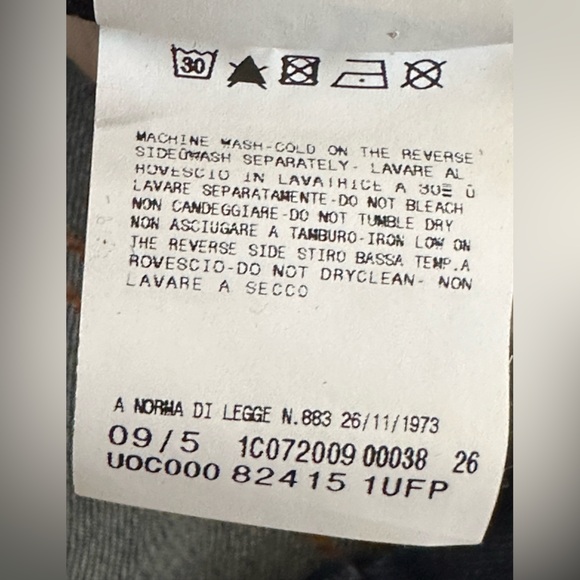 30
MACHINE WASH-COLD ON THE REVERSE
SIDEŪWASH SEPARATELY- LAVARE AL
ROVESCIO IN LAVATRICE A 30 Ū
LAVARE SEPARATAMENTE-DO NOT BLEACH
NON CANDEGGIARE-DO NOT TUMBLE DRY
NON ASCIUGARE A TAMBURO-IRON LOW ON
THE REVERSE SIDE STIRO BASSA TEMP.A
ROVESCIO-DO NOT DRYCLEAN- NON
LAVARE A SECCO
A NORMA DI LEGGE N.883 26/11/1973
09/5 1C072009 00038 26
UOC000 82415 1UFP